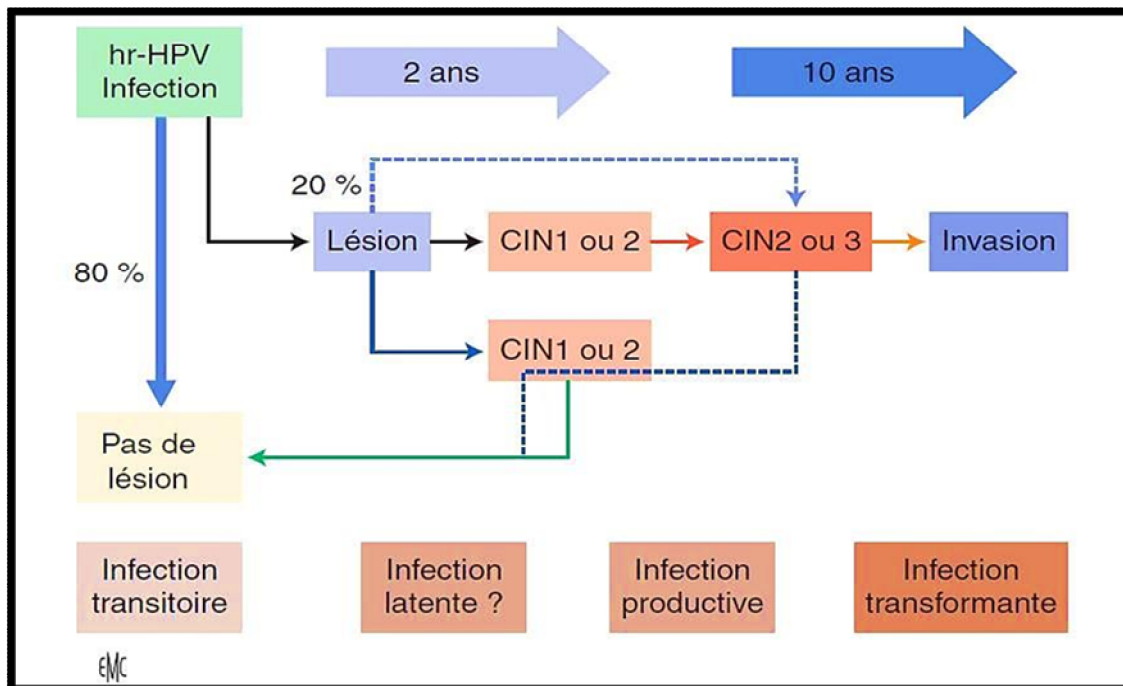 hr-HPV
Infection
2 ans
10 ans
20 %
Lésion
CIN1 ou 2
CIN2 ou 3
Invasion
80 %
CIN1 ou 2
Pas de
lésion
Infection
transitoire
Infection
latente ?
Infection
productive
Infection
transformante
EMC